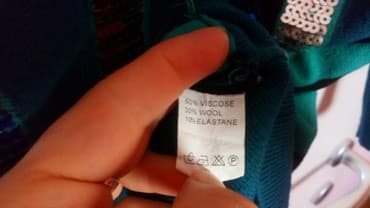 60% VISCOSE
30% WOOL
10% ELASTANE
P